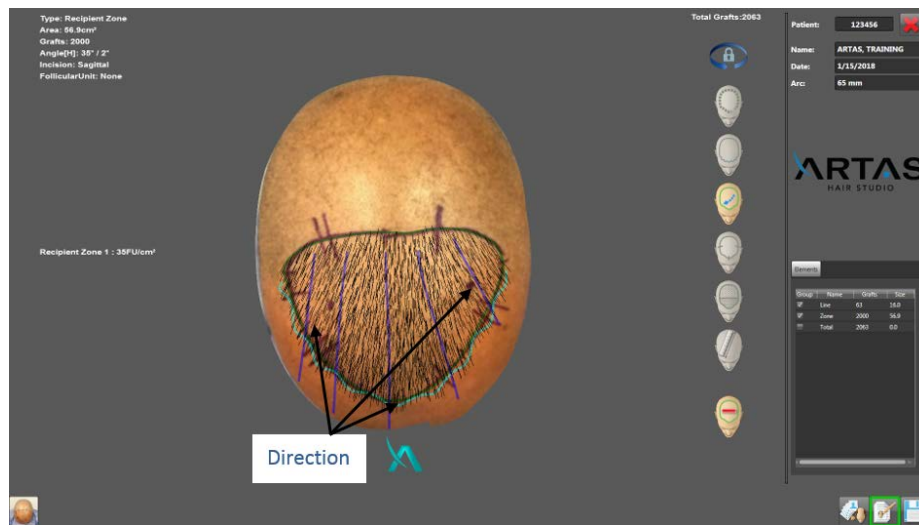 Type: Recipient Zone
Area: 56.9cm²
Grafts: 2000
Angle[H]: 35° / 2°
Incision: Sagittal
FollicularUnit: None
Recipient Zone 1 : 35FU/cm²
Direction
Total Grafts:2063
Patient: 123456
Name: ARTAS, TRAINING
Date: 1/15/2018
Arc: 65 mm
ARTAS
HAIR STUDIO
Elements
Group Name Grafts Size
Line 63 16.0
Zone 2000 56.9
Total 2063 0.0